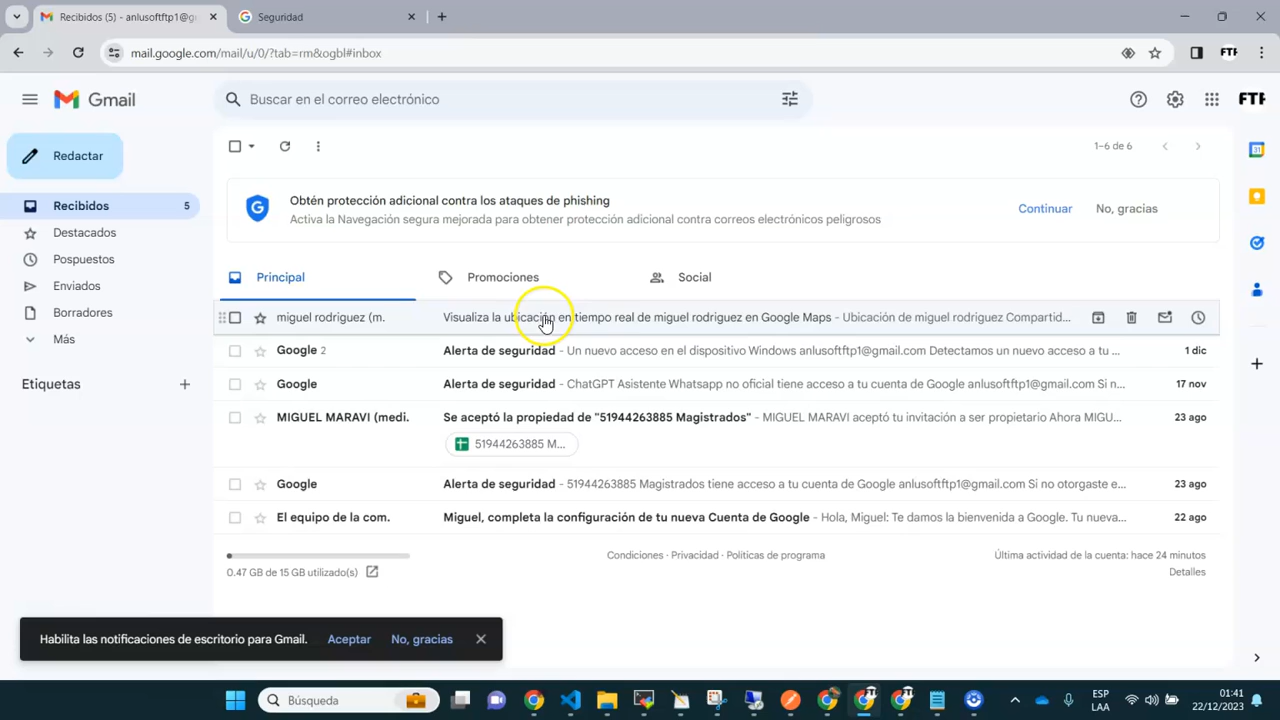 Recibidos (5) - anlusoftftp1@g
Seguridad
mail.google.com/mail/u/0/?tab=rm&ogbl#inbox
FTP
Gmail
Buscar en el correo electrónico
FTP
Redactar
1–6 de 6
Recibidos 5
Destacados
Pospuestos
Enviados
Borradores
Más
Etiquetas
Obtén protección adicional contra los ataques de phishing
Activa la Navegación segura mejorada para obtener protección adicional contra correos electrónicos peligrosos
Continuar
No, gracias
Principal
Promociones
Social
miguel rodriguez (m. Visualiza la ubicación en tiempo real de miguel rodriguez en Google Maps - Ubicación de miguel rodriguez Compartid...
Google 2 Alerta de seguridad - Un nuevo acceso en el dispositivo Windows anlusoftftp1@gmail.com Detectamos un nuevo acceso a tu ... 1 dic
Google Alerta de seguridad - ChatGPT Asistente Whatsapp no oficial tiene acceso a tu cuenta de Google anlusoftftp1@gmail.com Si n... 17 nov
MIGUEL MARAVI (medi. Se aceptó la propiedad de "51944263885 Magistrados" - MIGUEL MARAVI aceptó tu invitación a ser propietario Ahora MIGU... 23 ago
51944263885 M...
Google Alerta de seguridad - 51944263885 Magistrados tiene acceso a tu cuenta de Google anlusoftftp1@gmail.com Si no otorgaste e... 23 ago
El equipo de la com. Miguel, completa la configuración de tu nueva Cuenta de Google - Hola, Miguel: Te damos la bienvenida a Google. Tu nueva... 22 ago
0.47 GB de 15 GB utilizado(s)
Condiciones · Privacidad · Políticas de programa
Última actividad de la cuenta: hace 24 minutos
Detalles
Habilita las notificaciones de escritorio para Gmail. Aceptar No, gracias
Búsqueda
ESP
LAA
01:41
22/12/2023